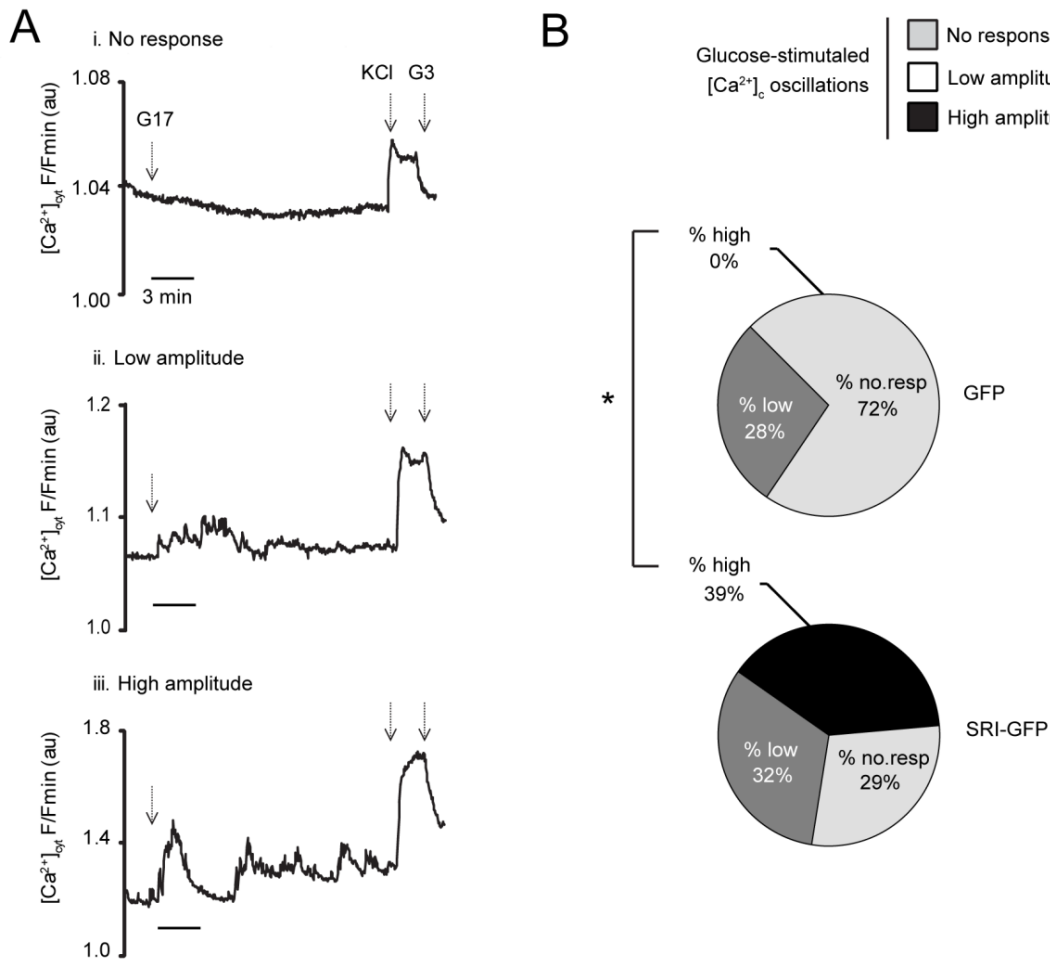 A
i. No response
1.08
1.04
1.00
[Ca²⁺]cyt F/Fmin (au)
G17
KCl
G3
3 min
ii. Low amplitude
1.2
1.1
1.0
[Ca²⁺]cyt F/Fmin (au)
iii. High amplitude
1.8
1.4
1.0
[Ca²⁺]cyt F/Fmin (au)
B
Glucose-stimutaled
[Ca²⁺]c oscillations
No respons
Low amplitu
High amplit
% high
0%
% no.resp
72%
% low
28%
GFP
*
% high
39%
% low
32%
% no.resp
29%
SRI-GFP